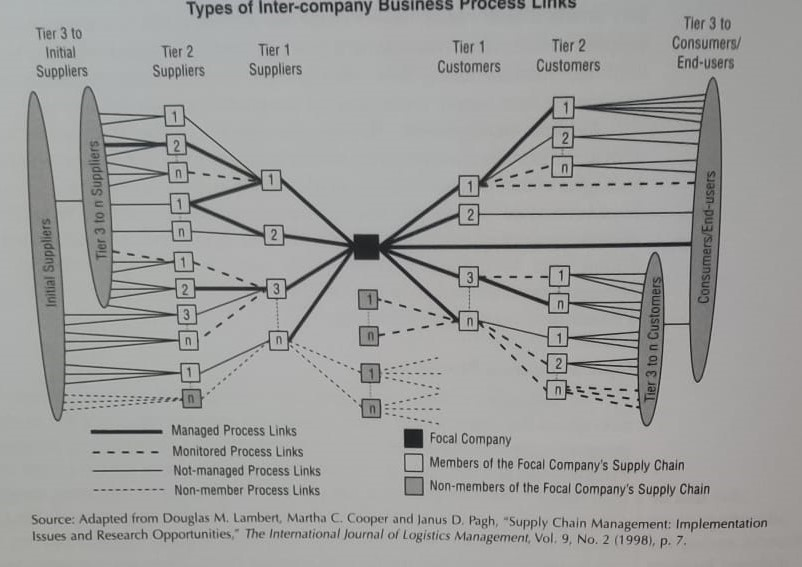 Types of Inter-company Business Process Links
Tier 3 to
Initial
Suppliers
Tier 2
Suppliers
Tier 1
Suppliers
Tier 1
Customers
Tier 2
Customers
Tier 3 to
Consumers/
End-users
Initial Suppliers
Tier 3 to n Suppliers
1
2
n
1
n
1
2
3
n
1
n
1
2
3
n
1
n
1
n
1
2
3
n
1
2
n
1
n
1
2
n
Tier 3 to n Customers
Consumers/End-users
Managed Process Links
Monitored Process Links
Not-managed Process Links
Non-member Process Links
Focal Company
Members of the Focal Company's Supply Chain
Non-members of the Focal Company's Supply Chain
Source: Adapted from Douglas M. Lambert, Martha C. Cooper and Janus D. Pagh, "Supply Chain Management: Implementation
Issues and Research Opportunities," The International Journal of Logistics Management, Vol. 9, No. 2 (1998), p. 7.